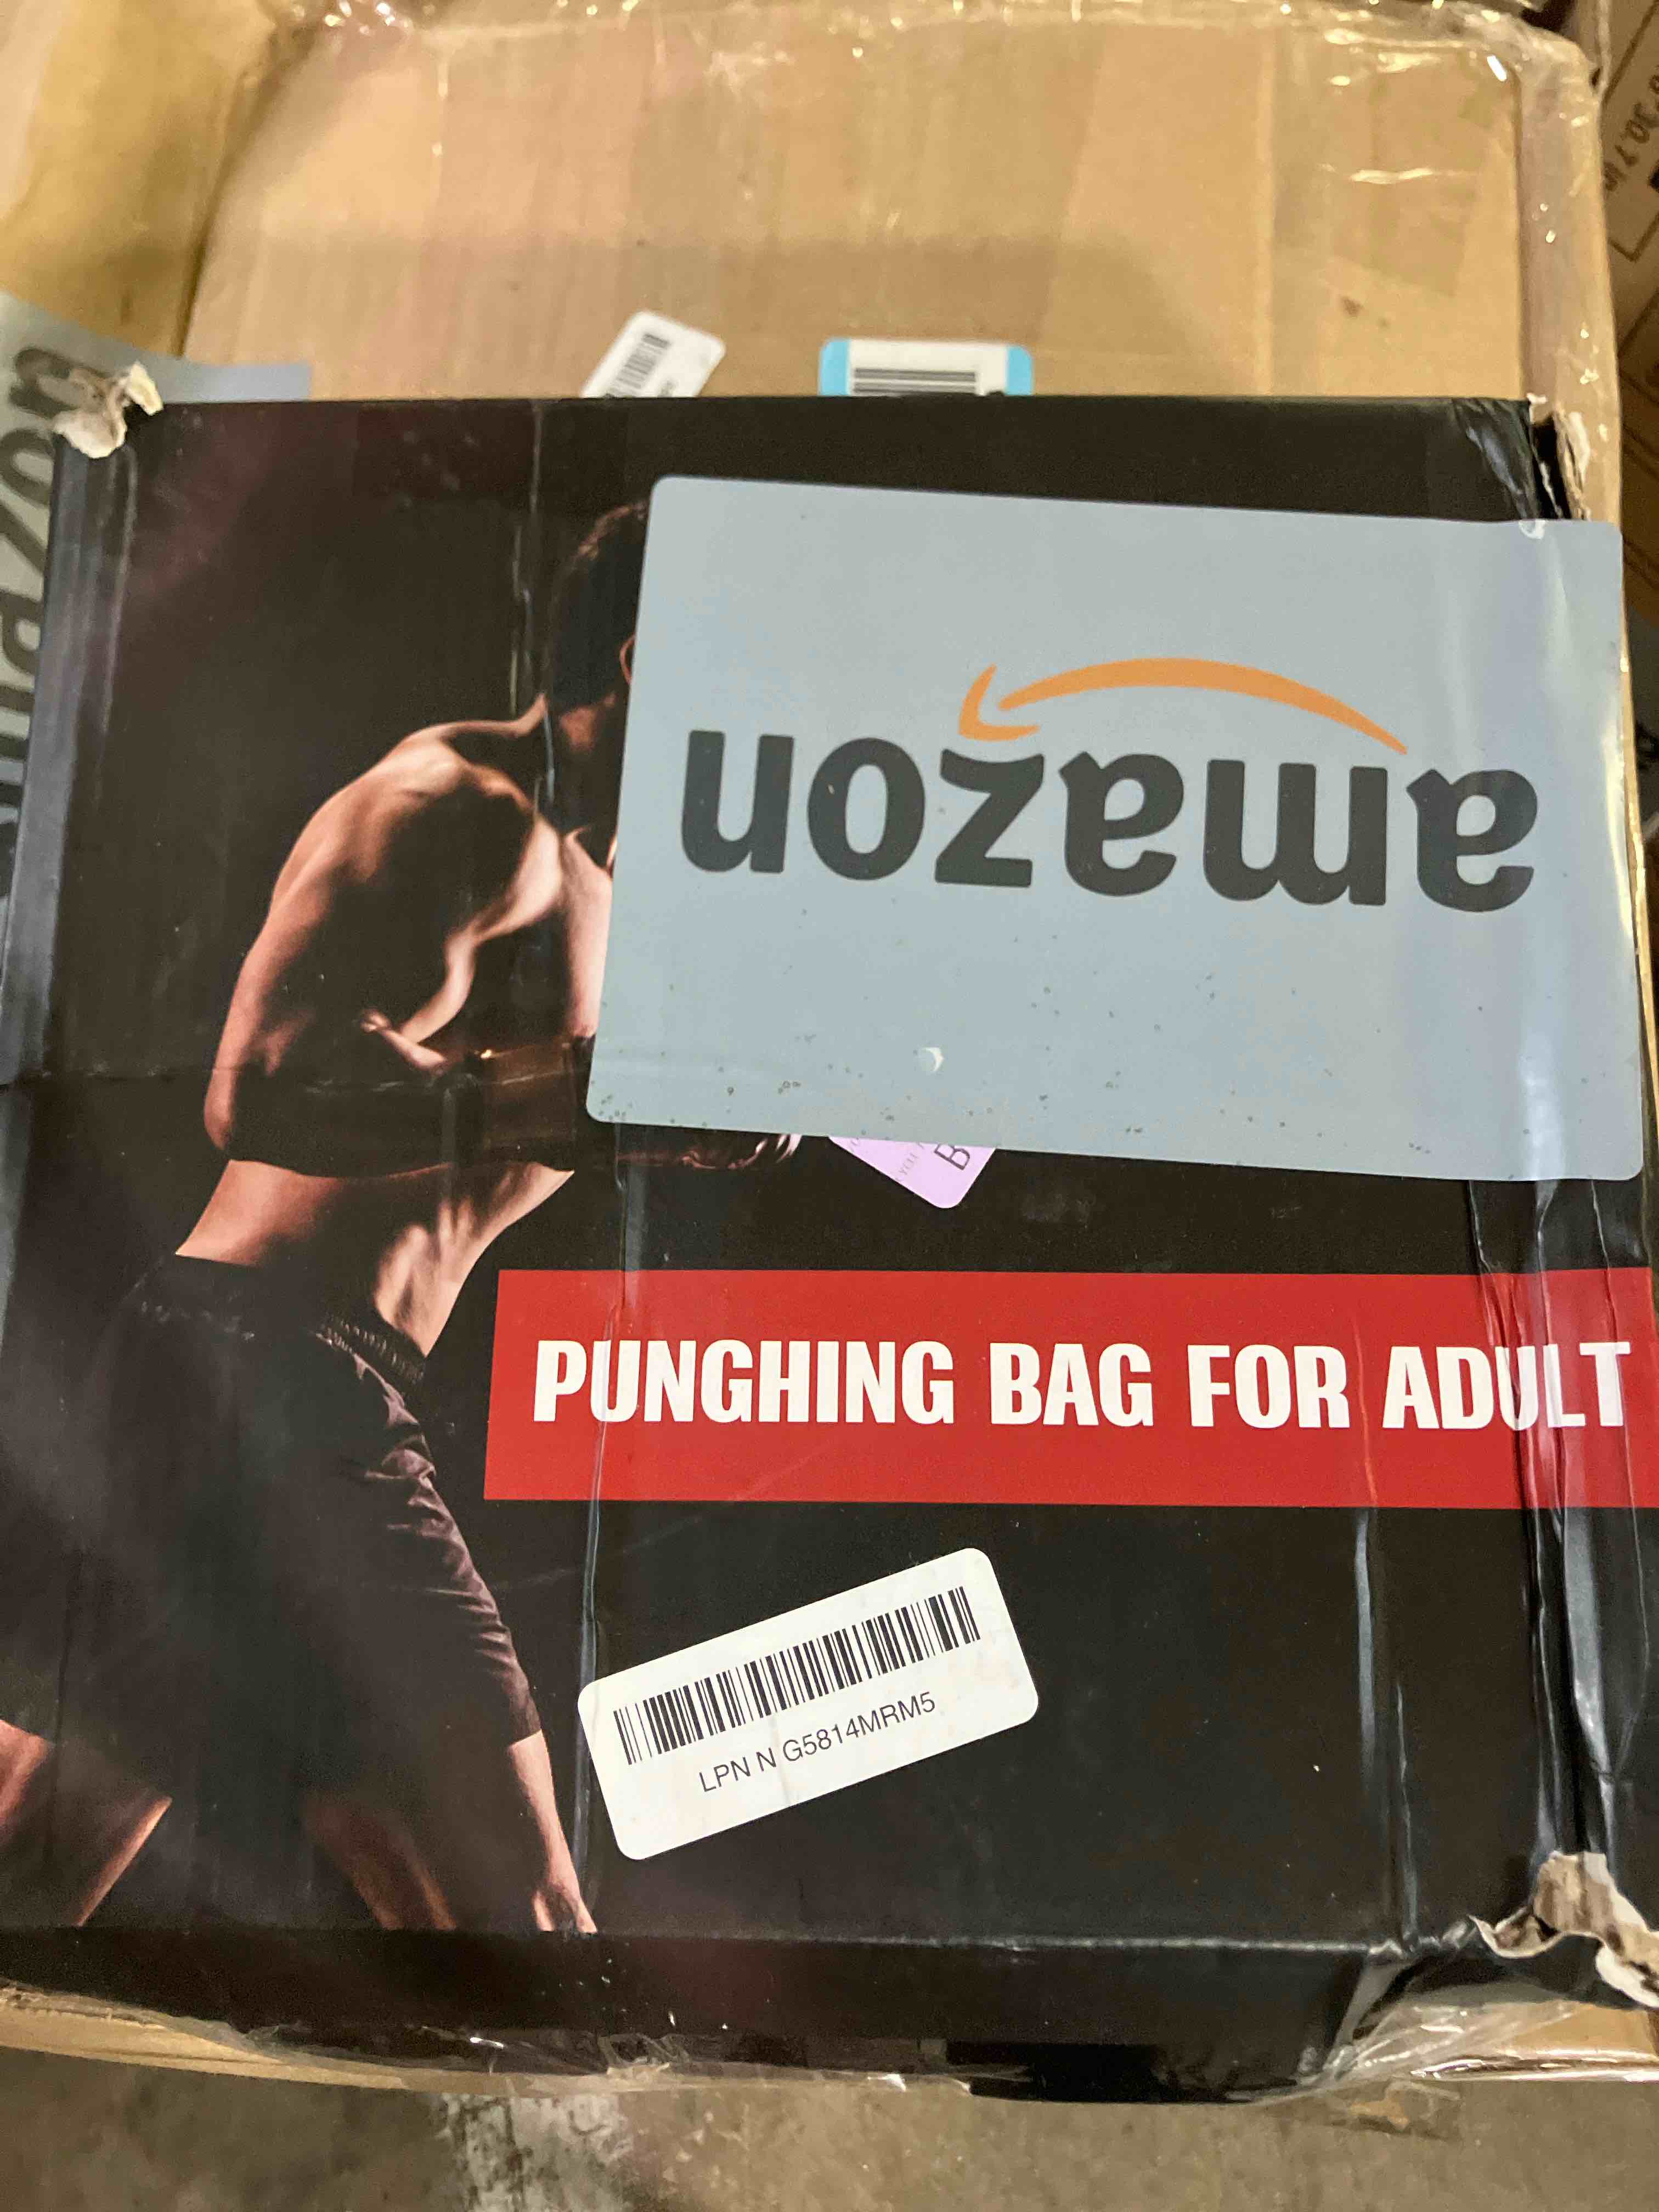 amazon
PUNGHING BAG FOR ADULT
LPN N G5814MRM5